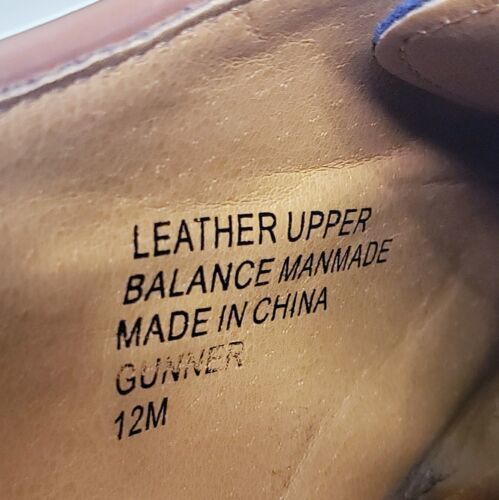 LEATHER UPPER
BALANCE MANMADE
MADE IN CHINA
GUNNER
12M